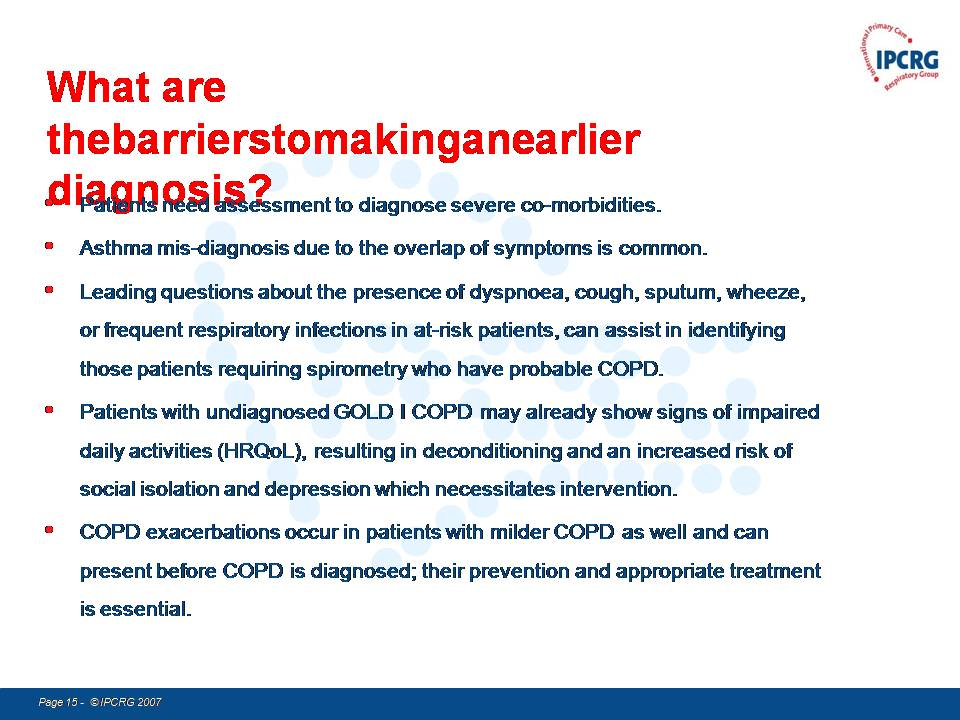 International Primary Care
IPCRG
Respiratory Group
What are
thebarrierstomakinganearlier
diagnosis?
• Patients need assessment to diagnose severe co-morbidities.
• Asthma mis-diagnosis due to the overlap of symptoms is common.
• Leading questions about the presence of dyspnoea, cough, sputum, wheeze,
or frequent respiratory infections in at-risk patients, can assist in identifying
those patients requiring spirometry who have probable COPD.
• Patients with undiagnosed GOLD I COPD may already show signs of impaired
daily activities (HRQoL), resulting in deconditioning and an increased risk of
social isolation and depression which necessitates intervention.
• COPD exacerbations occur in patients with milder COPD as well and can
present before COPD is diagnosed; their prevention and appropriate treatment
is essential.
Page 15 - © IPCRG 2007